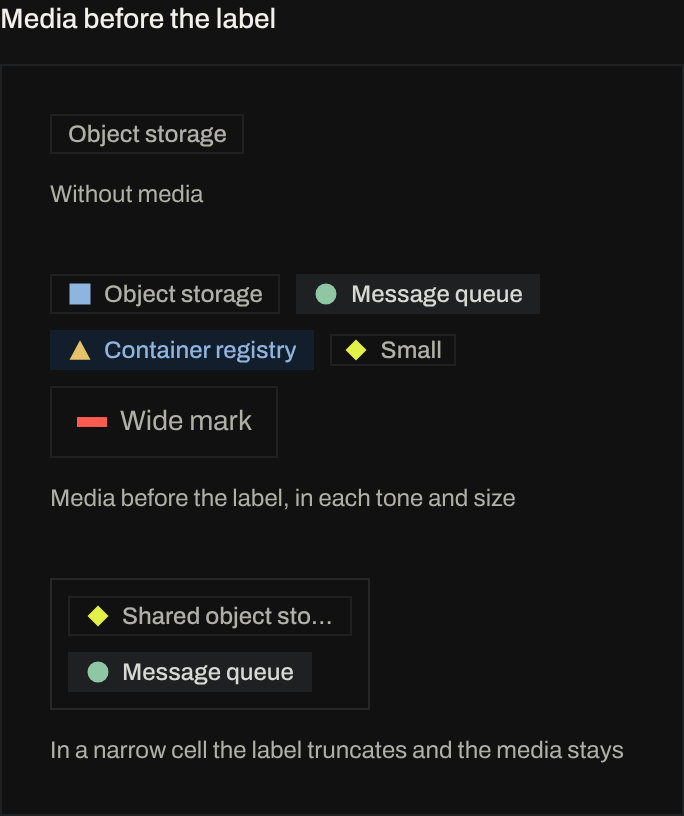 Media before the label
Object storage
Without media
Object storage
Message queue
Container registry
Small
Wide mark
Media before the label, in each tone and size
Shared object sto...
Message queue
In a narrow cell the label truncates and the media stays